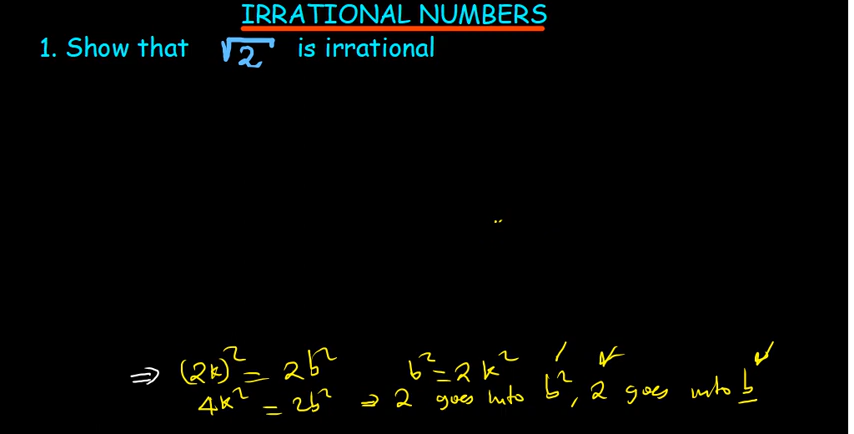 IRRATIONAL NUMBERS
1. Show that √2 is irrational
⇒ (2k)² = 2b² b² = 2k²
4k² = 2b² ⇒ 2 goes into b², 2 goes into b